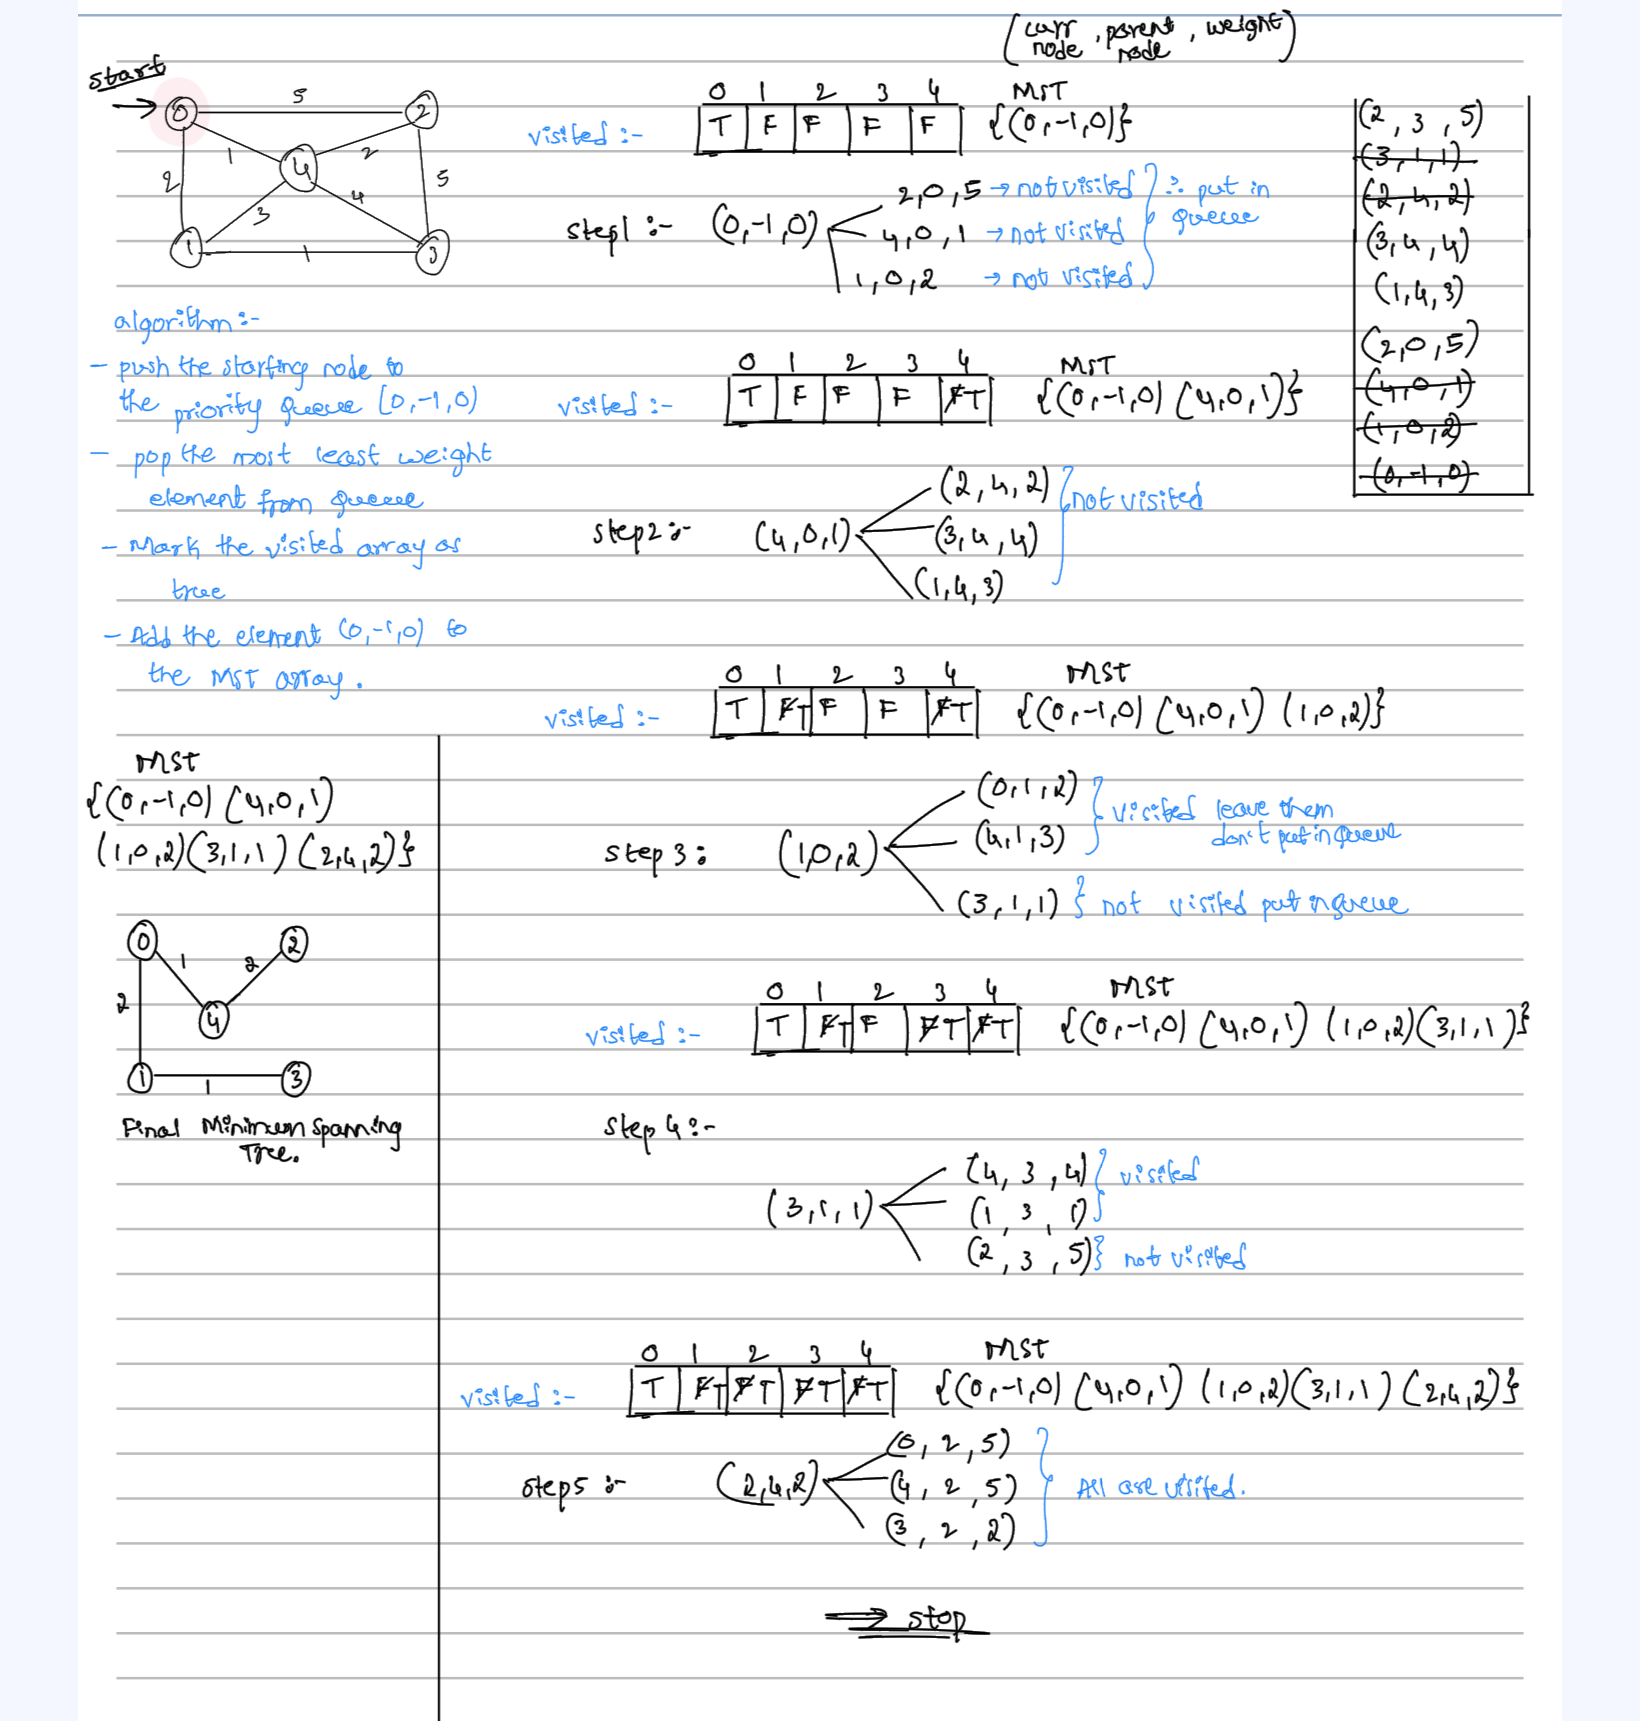 (curr node, parent node, weight)
start
0 5 2
1 2
4
2 5
3 4
1 1 3
0 1 2 3 4
visited :- T F F F F
MST
{(0,-1,0)}
step1 :- (0,-1,0)
2,0,5 → not visited
4,0,1 → not visited
1,0,2 → not visited
∴ put in queue
(2, 3, 5)
(3,1,1)
(2,4,2)
(3,4,4)
(1,4,3)
(2,0,5)
(4,0,1)
(1,0,2)
(0,-1,0)
algorithm :-
- push the starting node to
the priority queue (0,-1,0)
- pop the most least weight
element from queue
- Mark the visited array as
true
- Add the element (0,-1,0) to
the MST array.
0 1 2 3 4
visited :- T F F F FT
MST
{(0,-1,0) (4,0,1)}
step2 :- (4,0,1)
(2,4,2)
(3,4,4)
(1,4,3)
not visited
0 1 2 3 4
visited :- T FT F F FT
MST
{(0,-1,0) (4,0,1) (1,0,2)}
step 3 : (1,0,2)
(0,1,2)
(4,1,3)
visited leave them
don't put in queue
(3,1,1) } not visited put in queue
0 1 2 3 4
visited :- T FT F FT FT
MST
{(0,-1,0) (4,0,1) (1,0,2)(3,1,1)}
step 4 :-
(3,1,1)
(4, 3, 4)
(1, 3, 1)
visited
(2, 3, 5)} not visited
0 1 2 3 4
visited :- T FT FT FT FT
MST
{(0,-1,0) (4,0,1) (1,0,2)(3,1,1) (2,4,2)}
step5 :- (2,4,2)
(0, 2, 5)
(4, 2, 5)
(3, 2, 2)
All are visited.
⇒ stop
MST
{(0,-1,0) (4,0,1)
(1,0,2)(3,1,1) (2,4,2)}
0 2
1 2
2
4
1 1 3
Final Minimum Spanning
Tree.